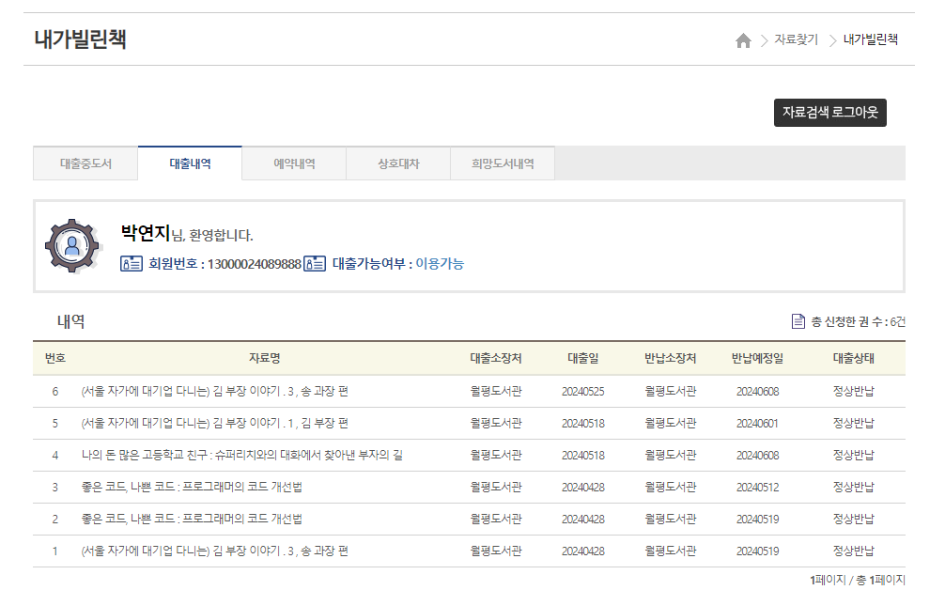 내가빌린책
자료찾기 > 내가빌린책
자료검색 로그아웃
대출중도서 대출내역 예약내역 상호대차 희망도서내역
박연지님, 환영합니다.
회원번호 : 13000024089888 대출가능여부 : 이용가능
내역 총 신청한 권 수 : 6건
번호 자료명 대출소장처 대출일 반납소장처 반납예정일 대출상태
6 (서울 자가에 대기업 다니는) 김 부장 이야기 . 3 , 송 과장 편 월평도서관 20240525 월평도서관 20240608 정상반납
5 (서울 자가에 대기업 다니는) 김 부장 이야기 . 1 , 김 부장 편 월평도서관 20240518 월평도서관 20240601 정상반납
4 나의 돈 많은 고등학교 친구 : 슈퍼리치와의 대화에서 찾아낸 부자의 길 월평도서관 20240518 월평도서관 20240608 정상반납
3 좋은 코드, 나쁜 코드 : 프로그래머의 코드 개선법 월평도서관 20240428 월평도서관 20240512 정상반납
2 좋은 코드, 나쁜 코드 : 프로그래머의 코드 개선법 월평도서관 20240428 월평도서관 20240519 정상반납
1 (서울 자가에 대기업 다니는) 김 부장 이야기 . 3 , 송 과장 편 월평도서관 20240428 월평도서관 20240519 정상반납
1페이지 / 총 1페이지